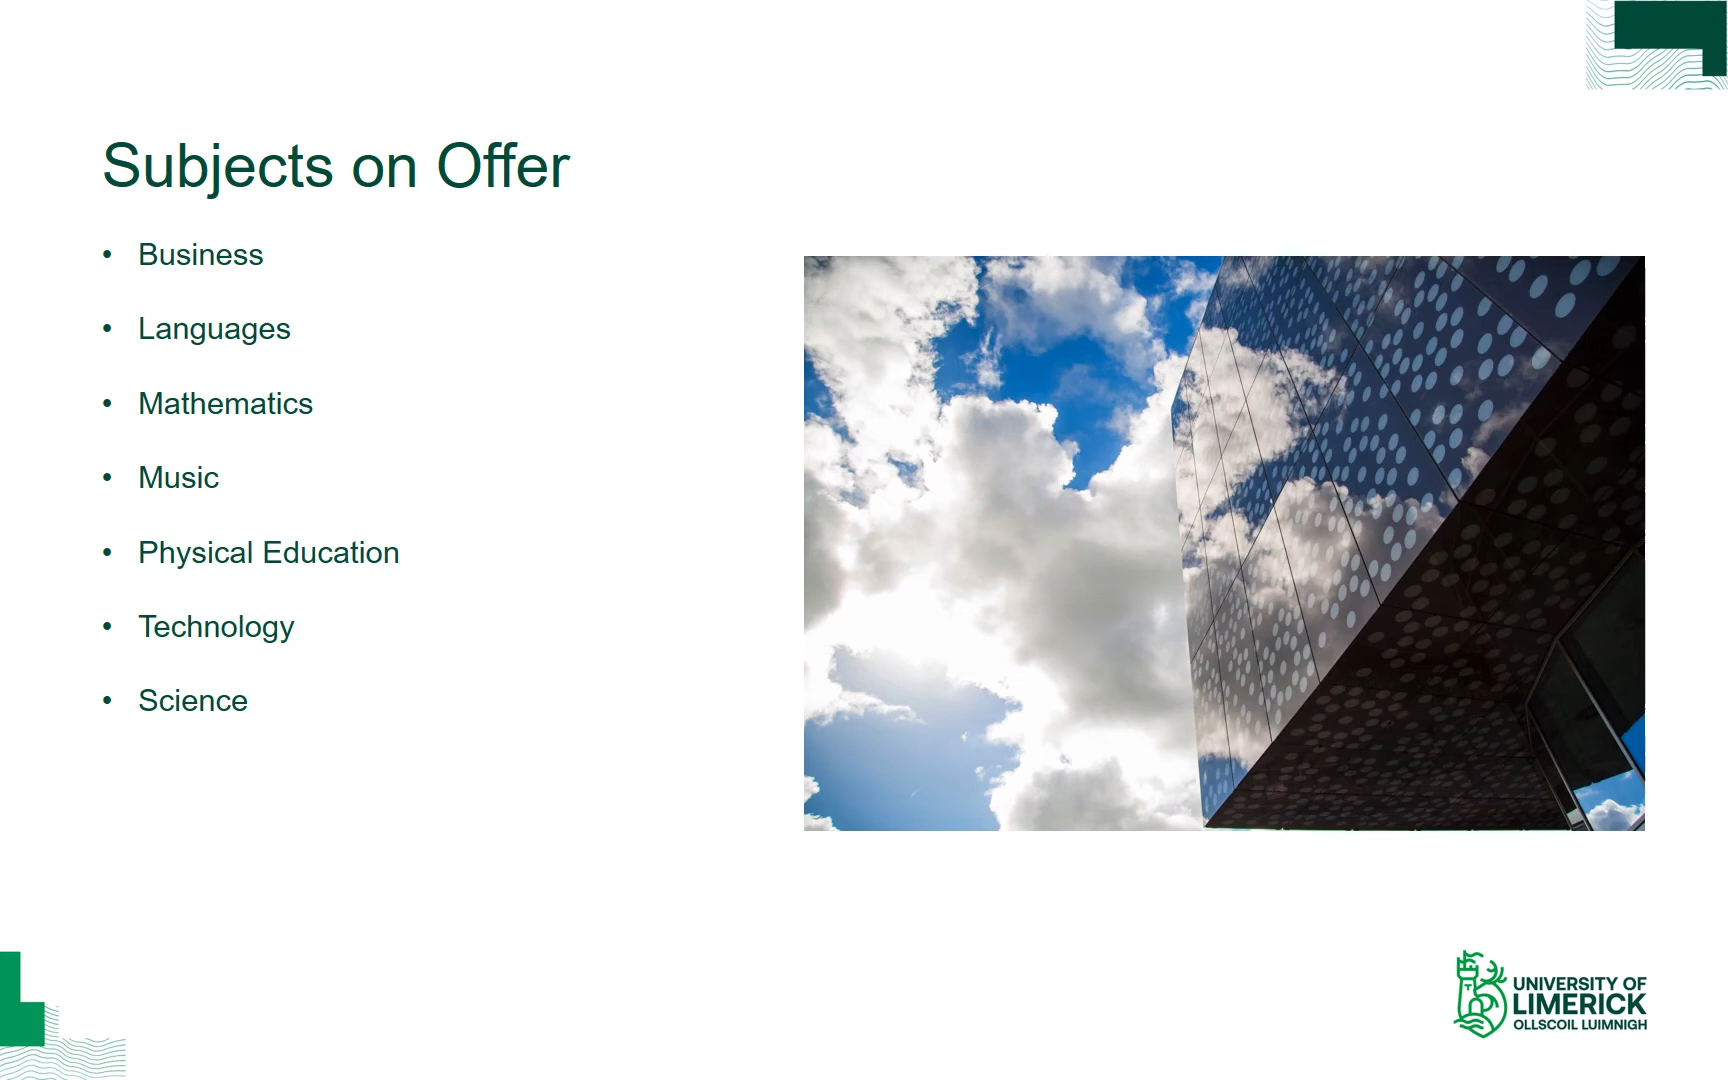 Subjects on Offer
• Business
• Languages
• Mathematics
• Music
• Physical Education
• Technology
• Science
UNIVERSITY OF
LIMERICK
OLLSCOIL LUIMNIGH